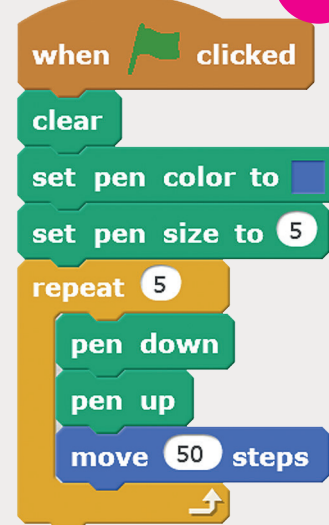 when clicked
clear
set pen color to
set pen size to 5
repeat 5
pen down
pen up
move 50 steps